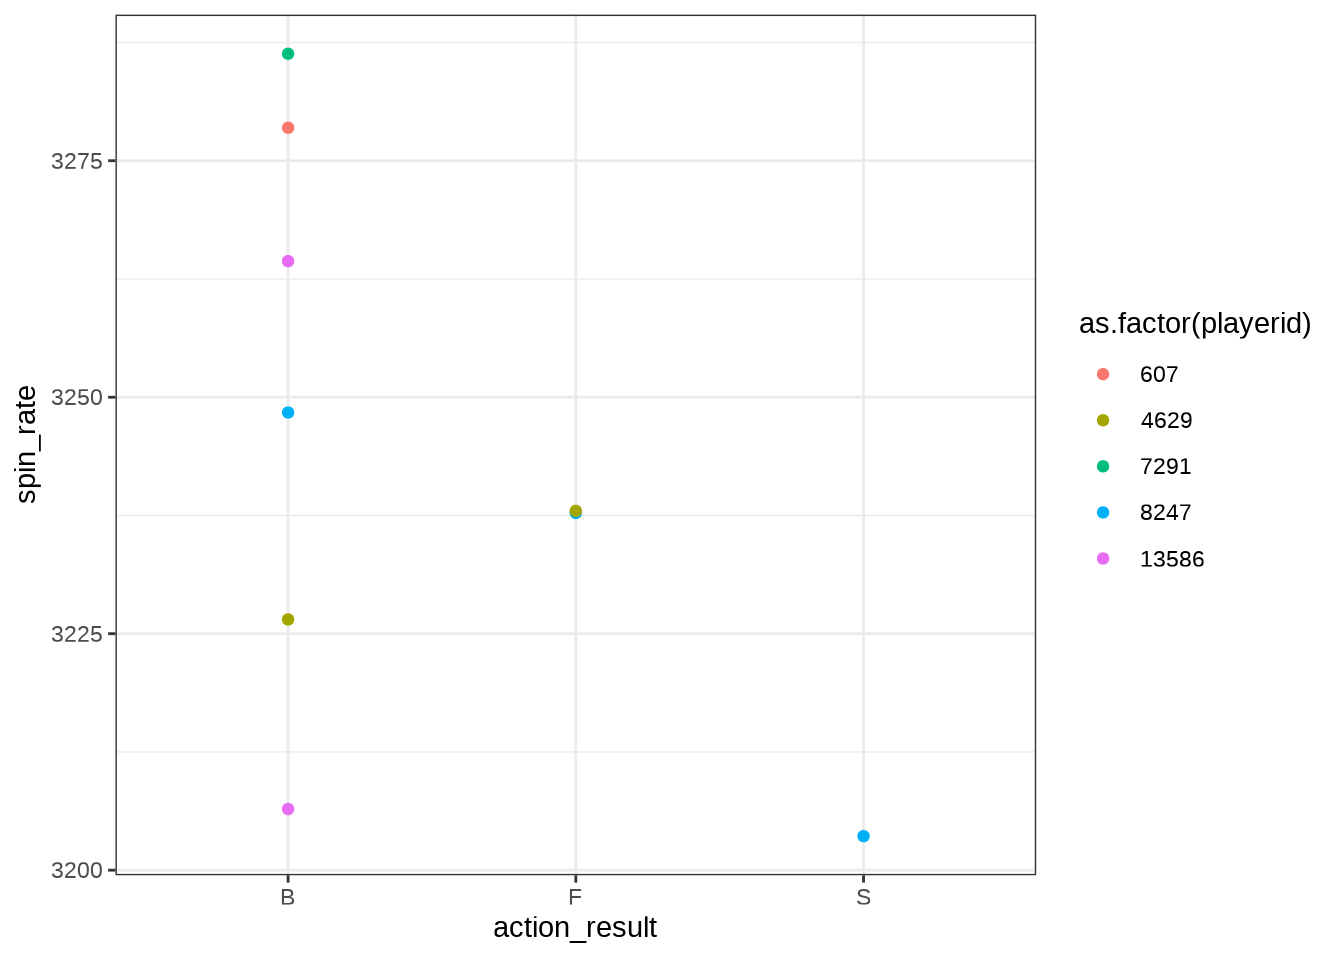 3275
3250
3225
3200
spin_rate
B F S
action_result
as.factor(playerid)
607
4629
7291
8247
13586